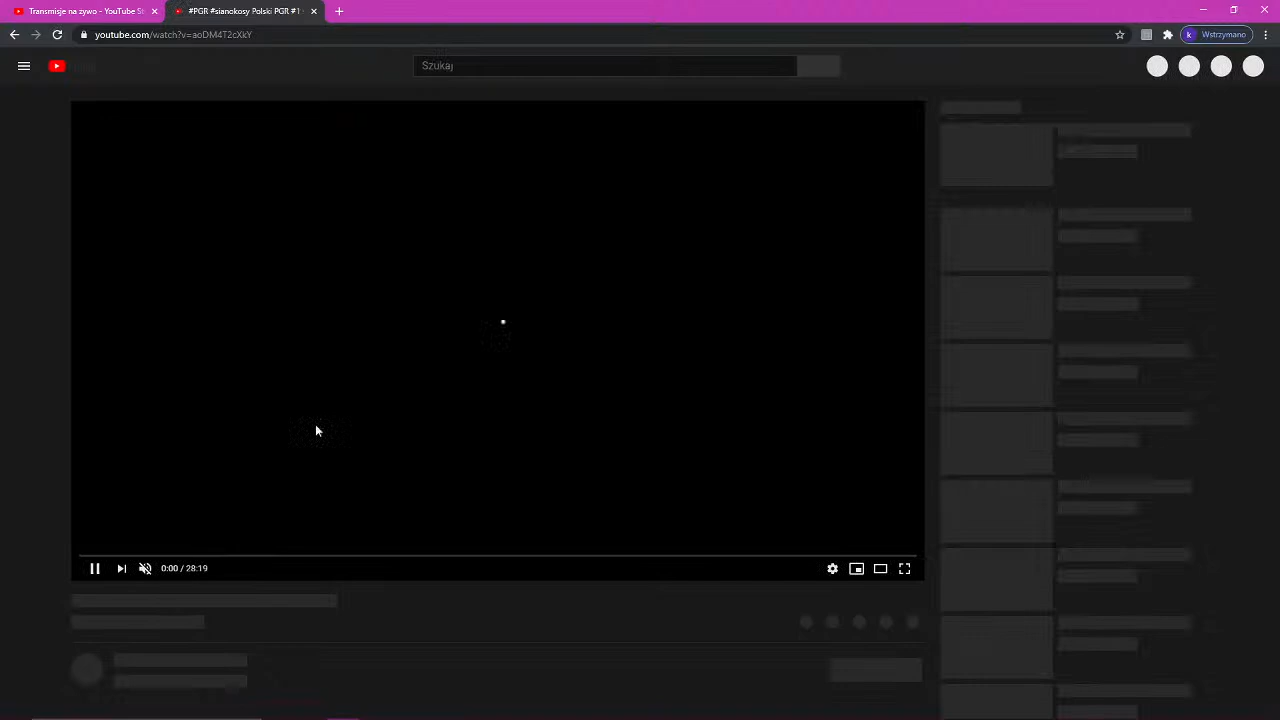 Transmisje na żywo - YouTube St
#PGR #sianokosy Polski PGR #1
youtube.com/watch?v=aoDM4T2cXkY
k
Wstrzymano
Szukaj
0:00 / 28:19